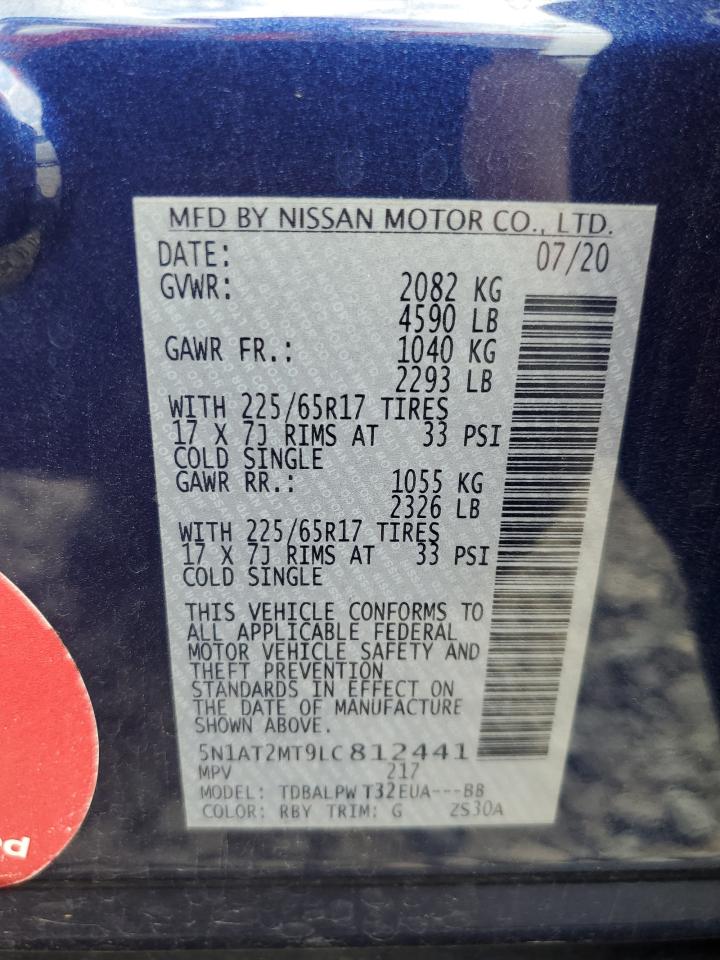 MFD BY NISSAN MOTOR CO., LTD.
DATE: 07/20
GVWR: 2082 KG
4590 LB
GAWR FR.: 1040 KG
2293 LB
WITH 225/65R17 TIRES
17 X 7J RIMS AT 33 PSI
COLD SINGLE
GAWR RR.: 1055 KG
2326 LB
WITH 225/65R17 TIRES
17 X 7J RIMS AT 33 PSI
COLD SINGLE
THIS VEHICLE CONFORMS TO
ALL APPLICABLE FEDERAL
MOTOR VEHICLE SAFETY AND
THEFT PREVENTION
STANDARDS IN EFFECT ON
THE DATE OF MANUFACTURE
SHOWN ABOVE.
5N1AT2MT9LC812441
MPV 217
MODEL: TDBALPW T32EUA---BB
COLOR: RBY TRIM: G ZS30A